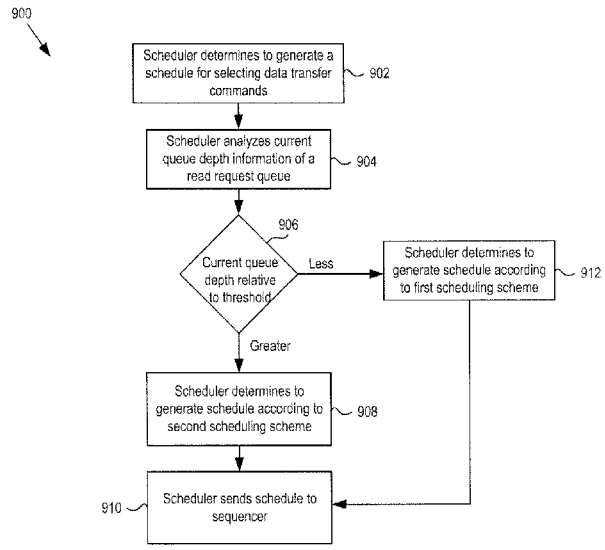 900
Scheduler determines to generate a
schedule for selecting data transfer
commands
902
Scheduler analyzes current
queue depth information of a
read request queue
904
906
Current queue
depth relative
to threshold
Less
Scheduler determines to
generate schedule according
to first scheduling scheme
912
Greater
Scheduler determines to
generate schedule according to
second scheduling scheme
908
910
Scheduler sends schedule to
sequencer